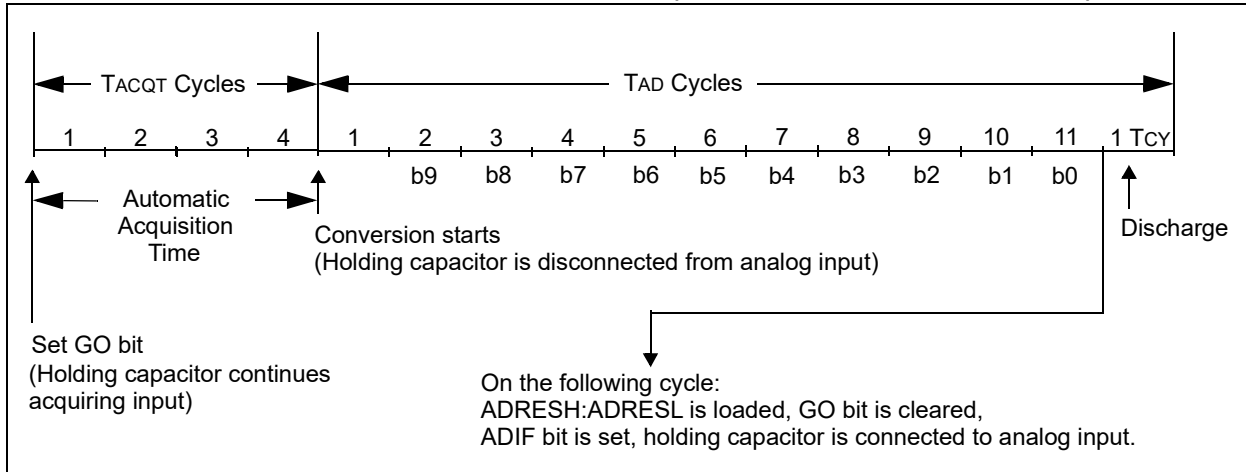 TACQT Cycles
TAD Cycles
1 2 3 4 1 2 3 4 5 6 7 8 9 10 11 1 TCY
b9 b8 b7 b6 b5 b4 b3 b2 b1 b0
Automatic
Acquisition
Time
Conversion starts
(Holding capacitor is disconnected from analog input)
Discharge
Set GO bit
(Holding capacitor continues
acquiring input)
On the following cycle:
ADRESH:ADRESL is loaded, GO bit is cleared,
ADIF bit is set, holding capacitor is connected to analog input.